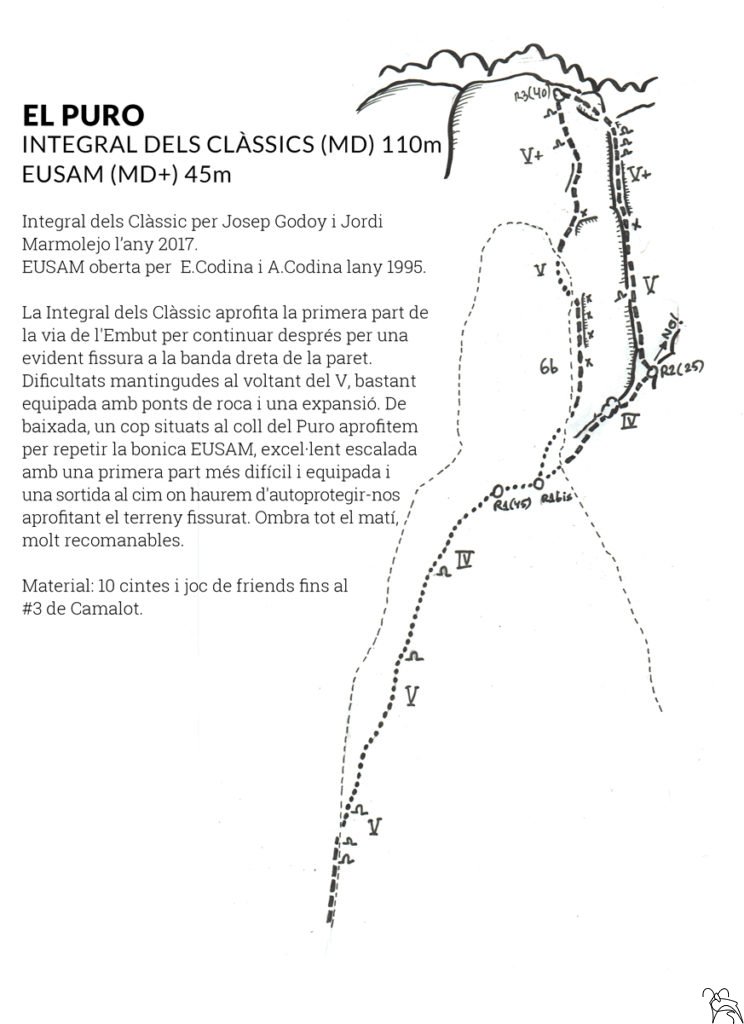 EL PURO
INTEGRAL DELS CLÀSSICS (MD) 110m
EUSAM (MD+) 45m
Integral dels Clàssic per Josep Godoy i Jordi
Marmolejo l'any 2017.
EUSAM oberta per E.Codina i A.Codina lany 1995.
La Integral dels Clàssic aprofita la primera part de
la via de l'Embut per continuar després per una
evident fissura a la banda dreta de la paret.
Dificultats mantingudes al voltant del V, bastant
equipada amb ponts de roca i una expansió. De
baixada, un cop situats al coll del Puro aprofitem
per repetir la bonica EUSAM, excel·lent escalada
amb una primera part més difícil i equipada i
una sortida al cim on haurem d'autoprotegir-nos
aprofitant el terreny fissurat. Ombra tot el matí,
molt recomanables.
Material: 10 cintes i joc de friends fins al
#3 de Camalot.
R3(40)
V+
V+
V
V
No!
6b
R2(25)
IV
R1(45)
R1bis
IV
V
V